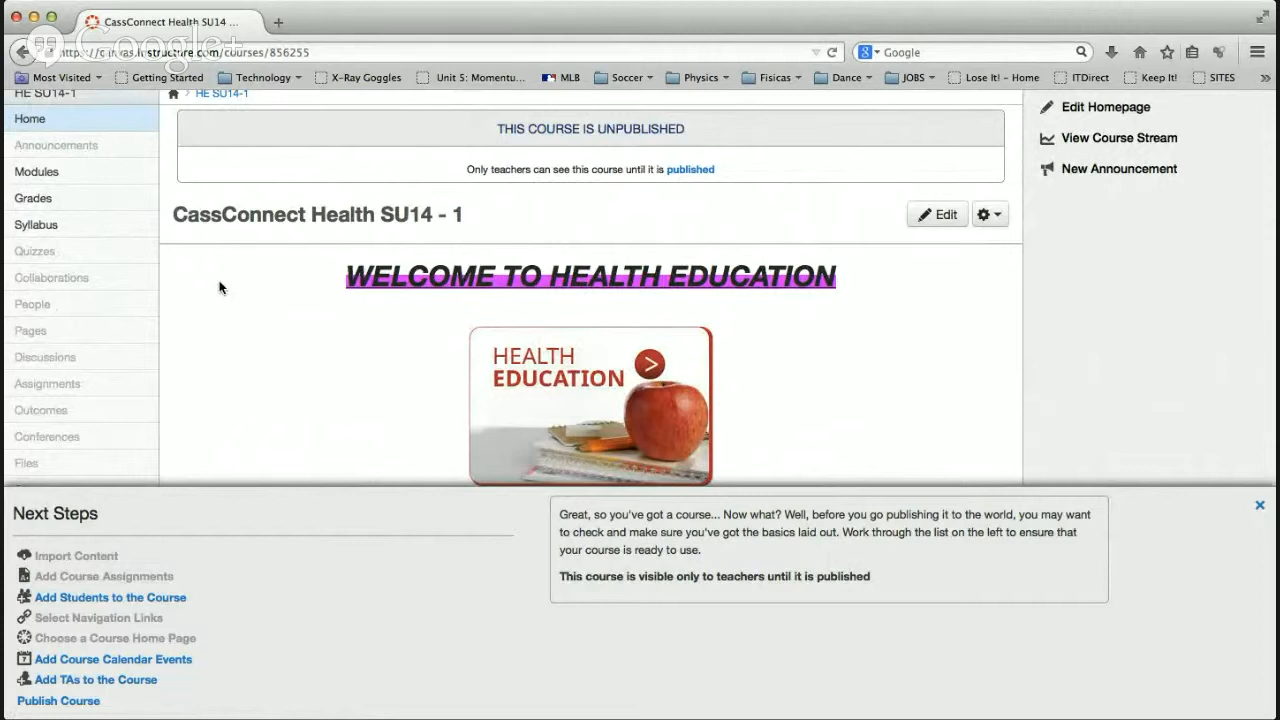 CassConnect Health SU14 ...
Google+
https://canvas.instructure.com/courses/856255
Google
Most Visited
Getting Started
Technology
X-Ray Goggles
Unit 5: Momentu...
MLB
Soccer
Physics
Fisicas
Dance
JOBS
Lose It! – Home
ITDirect
Keep It!
SITES
HE SU14-1
HE SU14-1
Home
Announcements
Modules
Grades
Syllabus
Quizzes
Collaborations
People
Pages
Discussions
Assignments
Outcomes
Conferences
Files
THIS COURSE IS UNPUBLISHED
Only teachers can see this course until it is published
CassConnect Health SU14 - 1
Edit
WELCOME TO HEALTH EDUCATION
HEALTH
EDUCATION
Edit Homepage
View Course Stream
New Announcement
Next Steps
Import Content
Add Course Assignments
Add Students to the Course
Select Navigation Links
Choose a Course Home Page
Add Course Calendar Events
Add TAs to the Course
Publish Course
Great, so you've got a course... Now what? Well, before you go publishing it to the world, you may want
to check and make sure you've got the basics laid out. Work through the list on the left to ensure that
your course is ready to use.
This course is visible only to teachers until it is published